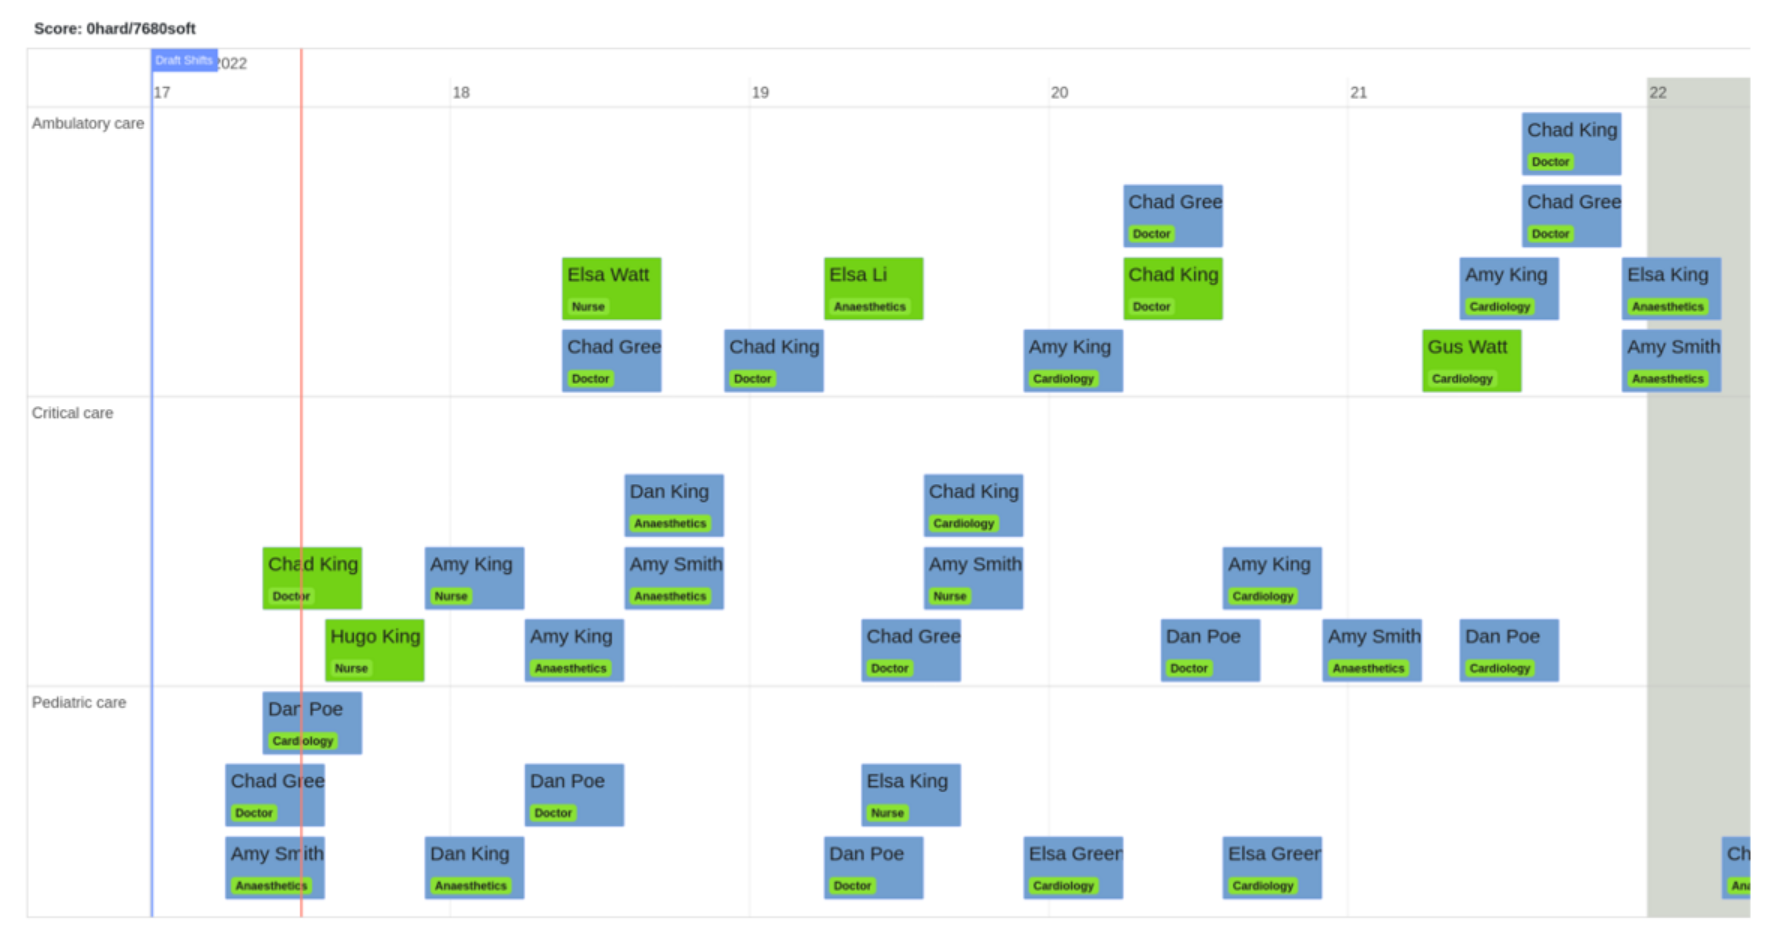 Score: 0hard/7680soft
Draft Shifts 2022
17 18 19 20 21 22
Ambulatory care
Chad King
Doctor
Chad Gree Chad Gree
Doctor Doctor
Elsa Watt Elsa Li Chad King Amy King Elsa King
Nurse Anaesthetics Doctor Cardiology Anaesthetics
Chad Gree Chad King Amy King Gus Watt Amy Smith
Doctor Doctor Cardiology Cardiology Anaesthetics
Critical care
Dan King Chad King
Anaesthetics Cardiology
Chad King Amy King Amy Smith Amy Smith Amy King
Doctor Nurse Anaesthetics Nurse Cardiology
Hugo King Amy King Chad Gree Dan Poe Amy Smith Dan Poe
Nurse Anaesthetics Doctor Doctor Anaesthetics Cardiology
Pediatric care
Dan Poe
Cardiology
Chad Gree Dan Poe Elsa King
Doctor Doctor Nurse
Amy Smith Dan King Dan Poe Elsa Green Elsa Green Ch
Anaesthetics Anaesthetics Doctor Cardiology Cardiology Ana